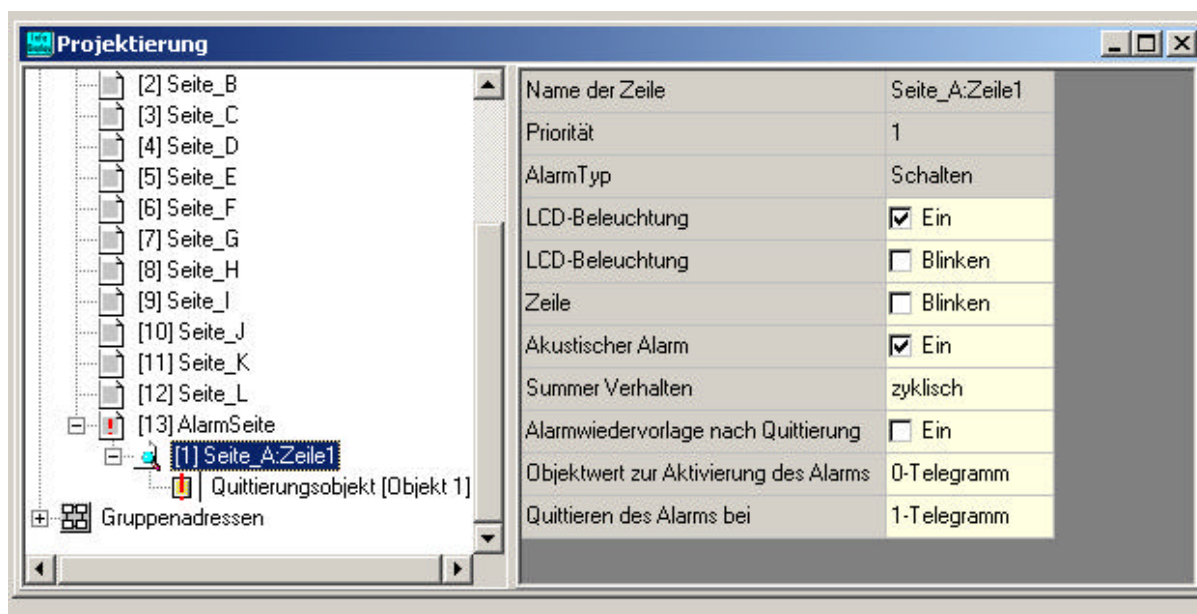 Projektierung
[2] Seite_B
[3] Seite_C
[4] Seite_D
[5] Seite_E
[6] Seite_F
[7] Seite_G
[8] Seite_H
[9] Seite_I
[10] Seite_J
[11] Seite_K
[12] Seite_L
[13] AlarmSeite
[1] Seite_A:Zeile1
Quittierungsobjekt [Objekt 1]
Gruppenadressen
Name der Zeile Seite_A:Zeile1
Priorität 1
AlarmTyp Schalten
LCD-Beleuchtung Ein
LCD-Beleuchtung Blinken
Zeile Blinken
Akustischer Alarm Ein
Summer Verhalten zyklisch
Alarmwiedervorlage nach Quittierung Ein
Objektwert zur Aktivierung des Alarms 0-Telegramm
Quittieren des Alarms bei 1-Telegramm